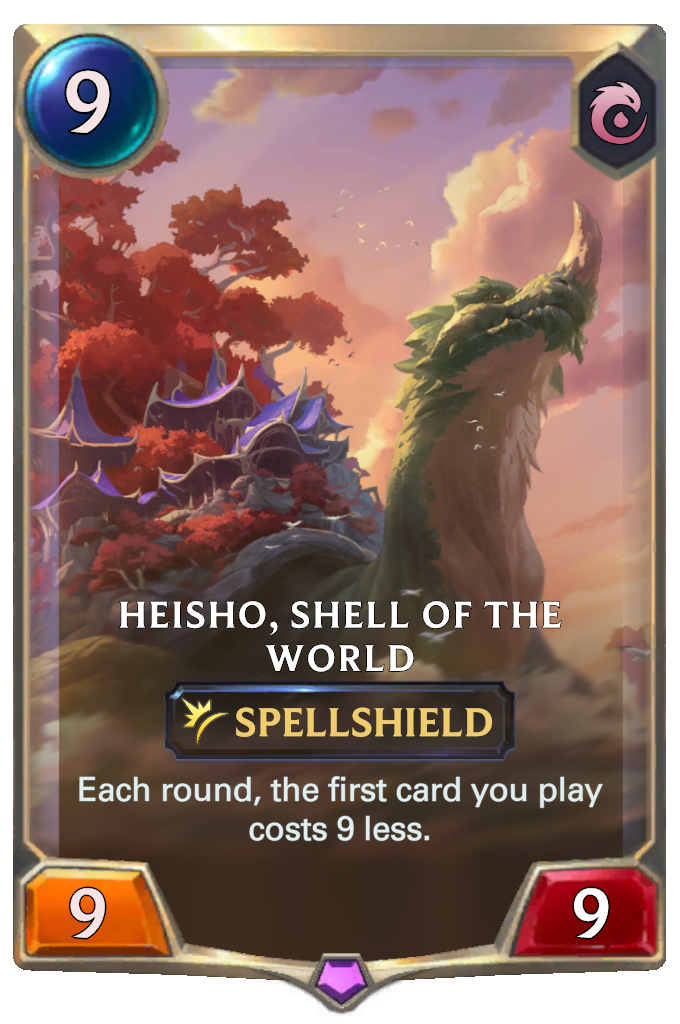 9
HEISHO, SHELL OF THE
WORLD
SPELLSHIELD
Each round, the first card you play
costs 9 less.
9
9